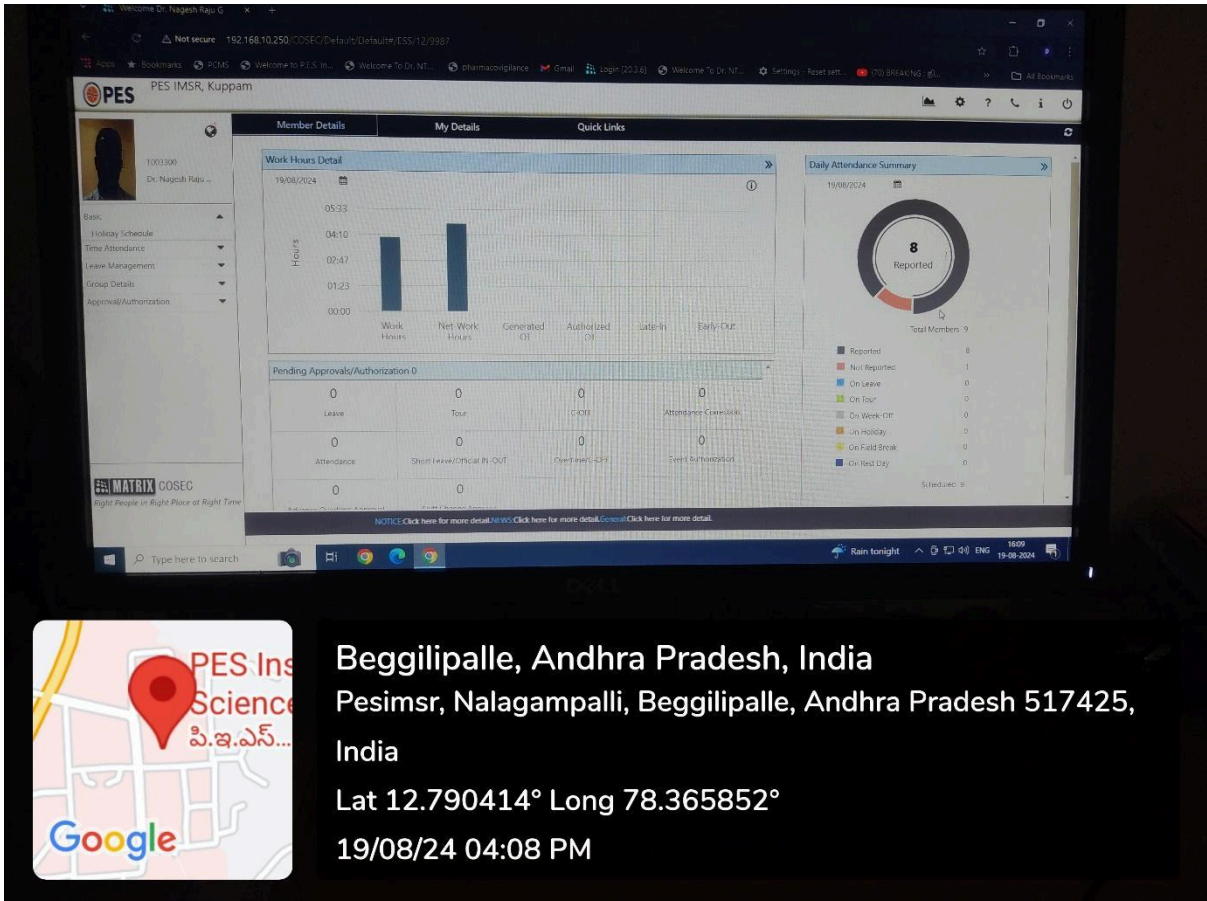 Welcome Dr. Nagesh Raju G
Not secure 192.168.10.250/COSEC/Default/Default#/ESS/12/9987
Apps Bookmarks PCMS Welcome to P.E.S. In... Welcome To Dr. NT... pharmacovigilance Gmail Login (20.3.6) Welcome To Dr. NT... Settings - Reset sett... (70) BREAKING : All Bookmarks
PES PES IMSR, Kuppam
Member Details My Details Quick Links
1003300
Dr. Nagesh Raju ...
Basic
Holiday Schedule
Time Attendance
Leave Management
Group Details
Approval/Authorization
MATRIX COSEC
Right People in Right Place at Right Time
Work Hours Detail
19/08/2024
Hours
05:33
04:10
02:47
01:23
00:00
Work Hours
Net Work Hours
Generated OT
Authorized OT
Late-In
Early-Out
Pending Approvals/Authorization 0
0 0 0 0
Leave Tour C-OFF Attendance Correction
0 0 0 0
Attendance Short Leave/Official IN-OUT Overtime/C-OFF Event Authorization
0 0
Daily Attendance Summary
19/08/2024
8
Reported
Total Members 9
Reported 8
Not Reported 1
On Leave 0
On Tour 0
On Week-Off 0
On Holiday 0
On Field Break 0
On Rest Day 0
Scheduled 9
NOTICE:Click here for more detail.NEWS:Click here for more detail.General:Click here for more detail.
Type here to search
Rain tonight ENG 16:09
19-08-2024
DELL
PES Ins
Science
పి.ఇ.ఎస్...
Google
Beggilipalle, Andhra Pradesh, India
Pesimsr, Nalagampalli, Beggilipalle, Andhra Pradesh 517425,
India
Lat 12.790414° Long 78.365852°
19/08/24 04:08 PM